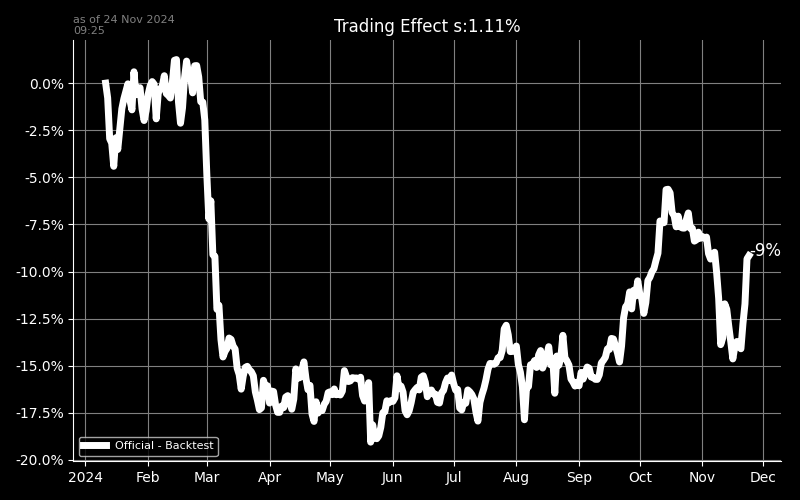 as of 24 Nov 2024
09:25
Trading Effect s:1.11%
0.0%
-2.5%
-5.0%
-7.5%
-10.0%
-12.5%
-15.0%
-17.5%
-20.0%
-9%
Official - Backtest
2024 Feb Mar Apr May Jun Jul Aug Sep Oct Nov Dec